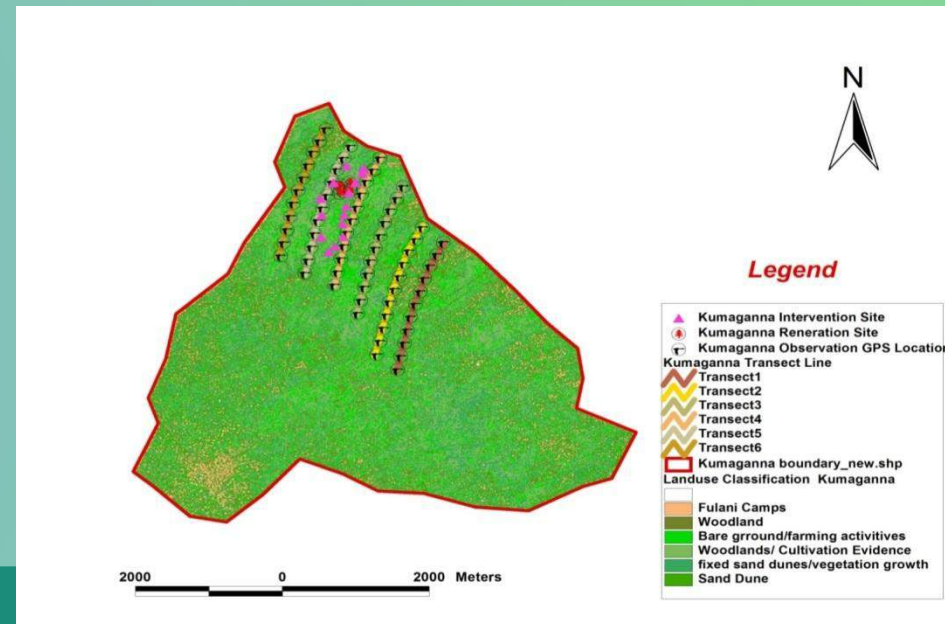 N
Legend
Kumaganna Intervention Site
Kumaganna Reneration Site
Kumaganna Observation GPS Location
Kumaganna Transect Line
Transect1
Transect2
Transect3
Transect4
Transect5
Transect6
Kumaganna boundary_new.shp
Landuse Classification Kumaganna
Fulani Camps
Woodland
Bare grround/farming activitives
Woodlands/ Cultivation Evidence
fixed sand dunes/vegetation growth
Sand Dune
2000 0 2000 Meters